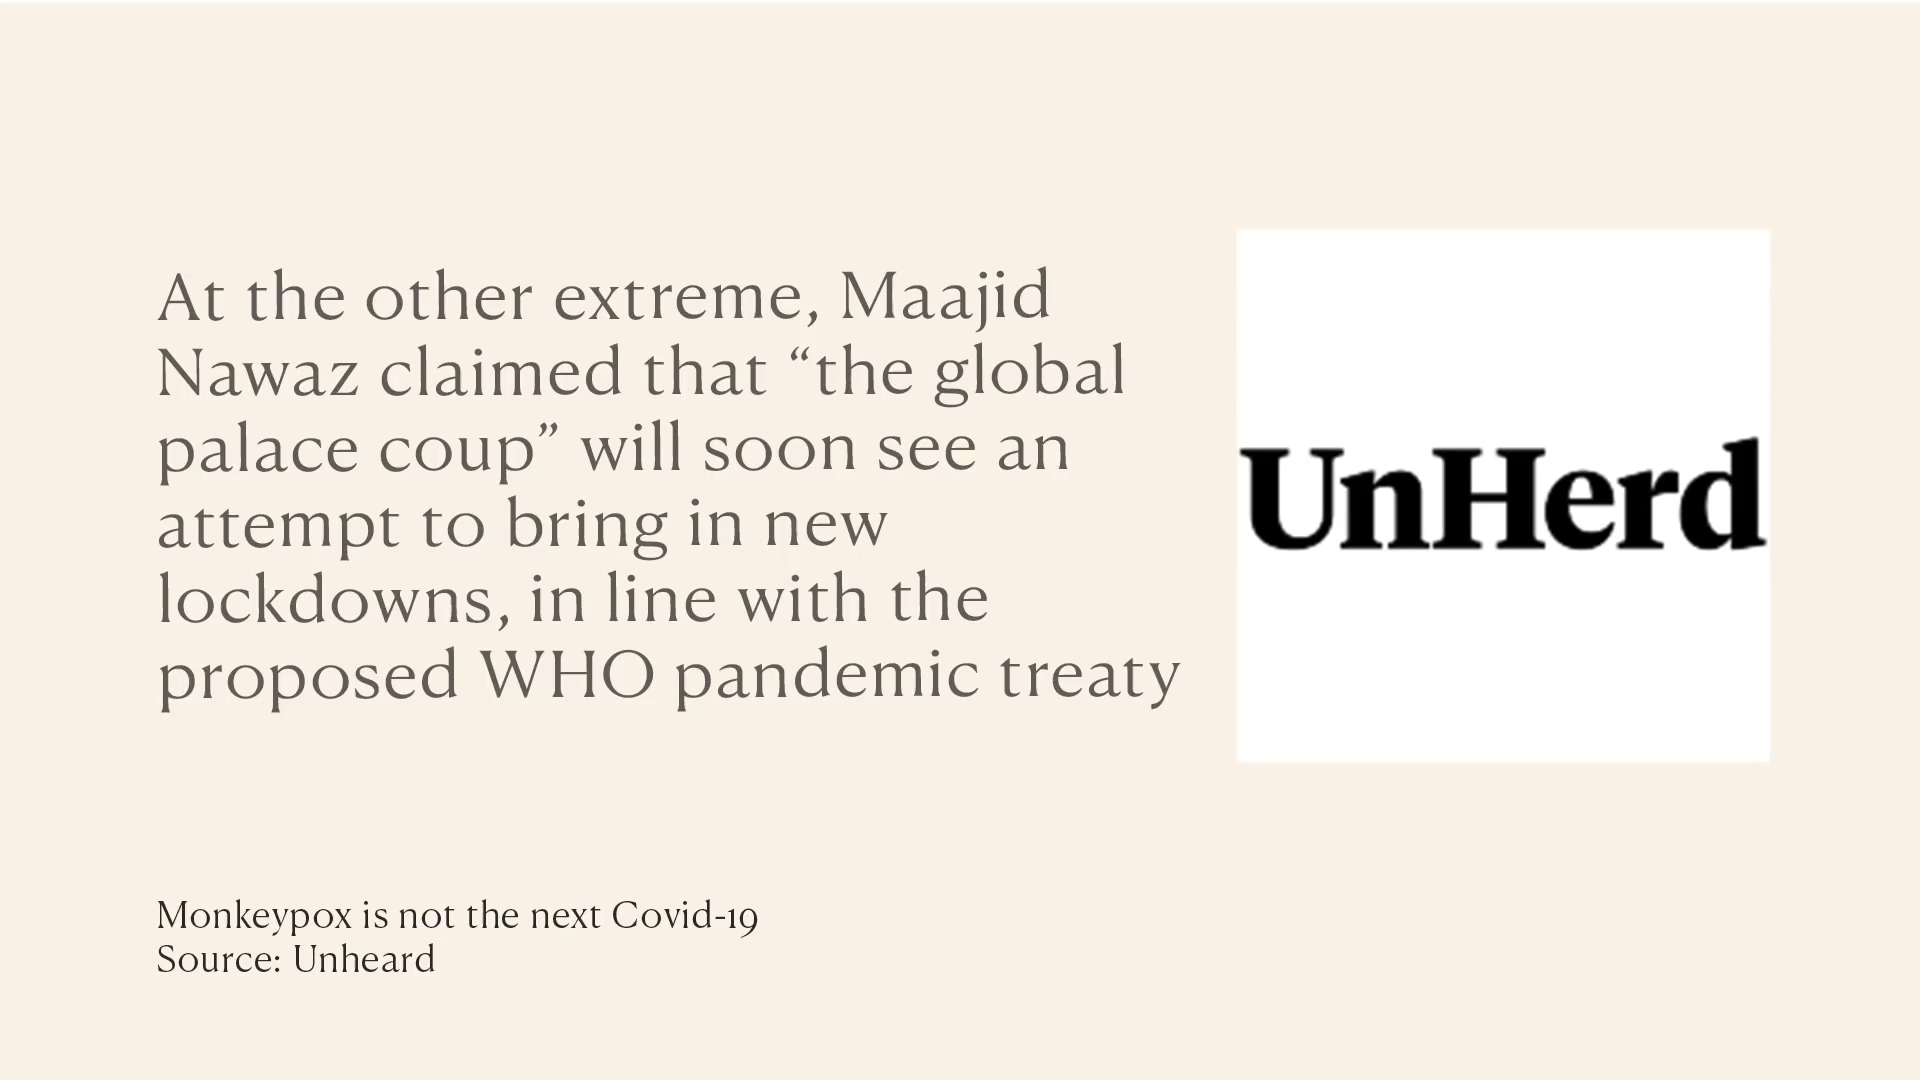 At the other extreme, Maajid
Nawaz claimed that “the global
palace coup” will soon see an
attempt to bring in new
lockdowns, in line with the
proposed WHO pandemic treaty
UnHerd
Monkeypox is not the next Covid-19
Source: Unheard